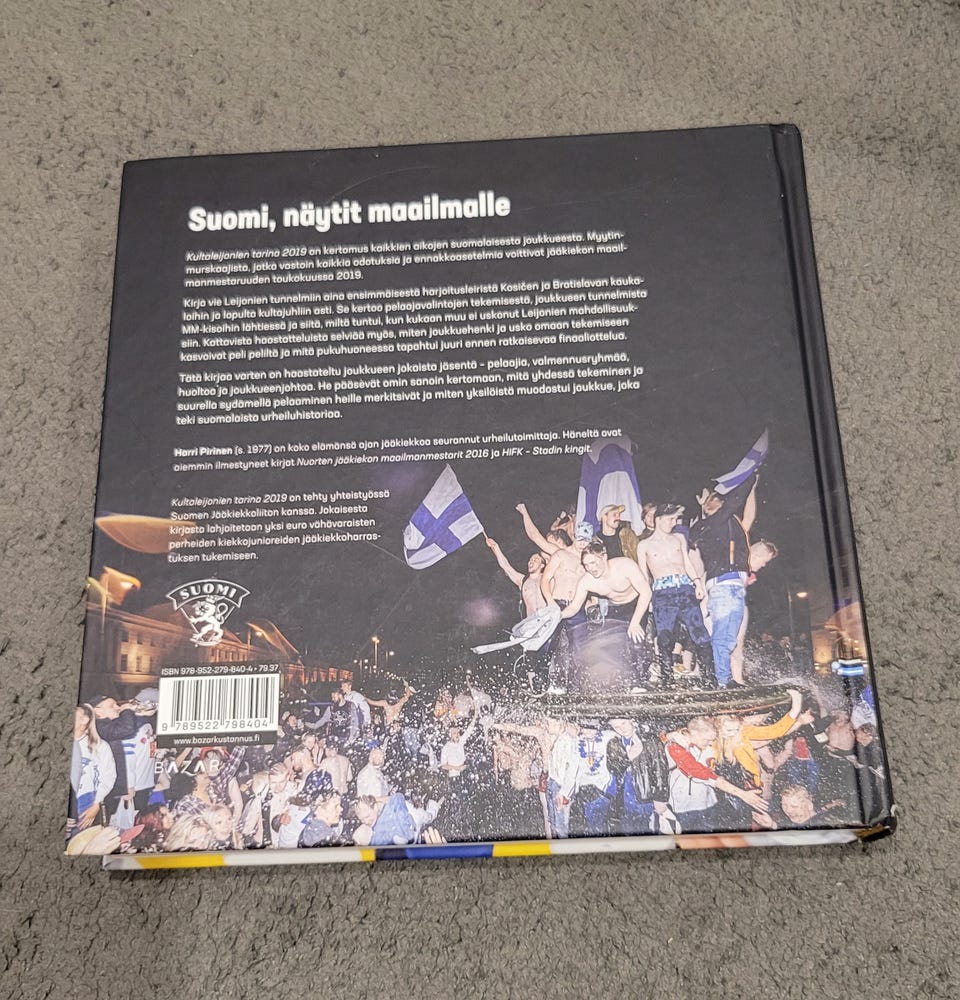 Suomi, näytit maailmalle
Kultaleijonien tarina 2019 on kertomus kaikkien aikojen suomalaisesta joukkueesta. Myytin-
murskaajista, jotka vastoin kaikkia odotuksia ja ennakkoasetelmia voittivat jääkiekon maail-
manmestaruuden toukokuussa 2019.
Kirja vie Leijonien tunnelmiin aina ensimmäisestä harjoitusleiristä Kosicen ja Bratislavan kauka-
loihin ja lopulta kultajuhliin asti. Se kertoo pelaajavalintojen tekemisestä, joukkueen tunnelmista
MM-kisoihin lähtiessä ja siitä, miltä tuntui, kun kukaan muu ei uskonut Leijonien mahdollisuuk-
siin. Kattavista haastatteluista selviää myös, miten joukkuehenki ja usko omaan tekemiseen
kasvoivat peli peliltä ja mitä pukuhuoneessa tapahtui juuri ennen ratkaisevaa finaaliottelua.
Tätä kirjaa varten on haastateltu joukkueen jokaista jäsentä – pelaajia, valmennusryhmää,
huoltoa ja joukkueenjohtoa. He pääsevät omin sanoin kertomaan, mitä yhdessä tekeminen ja
suurella sydämellä pelaaminen heille merkitsivät ja miten yksilöistä muodostui joukkue, joka
teki suomalaista urheiluhistoriaa.
Harri Pirinen (s. 1977) on koko elämänsä ajan jääkiekkoa seurannut urheilutoimittaja. Häneltä ovat
aiemmin ilmestyneet kirjat Nuorten jääkiekon maailmanmestarit 2016 ja HIFK – Stadin kingit.
Kultaleijonien tarina 2019 on tehty yhteistyössä
Suomen Jääkiekkoliiton kanssa. Jokaisesta
kirjasta lahjoitetaan yksi euro vähävaraisten
perheiden kiekkojunioreiden jääkiekkoharras-
tuksen tukemiseen.
SUOMI
ISBN 978-952-279-840-4 • 79.37
9 789522 798404
www.bazarkustannus.fi
BAZAR